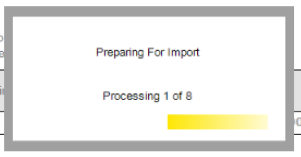 Preparing For Import
Processing 1 of 8